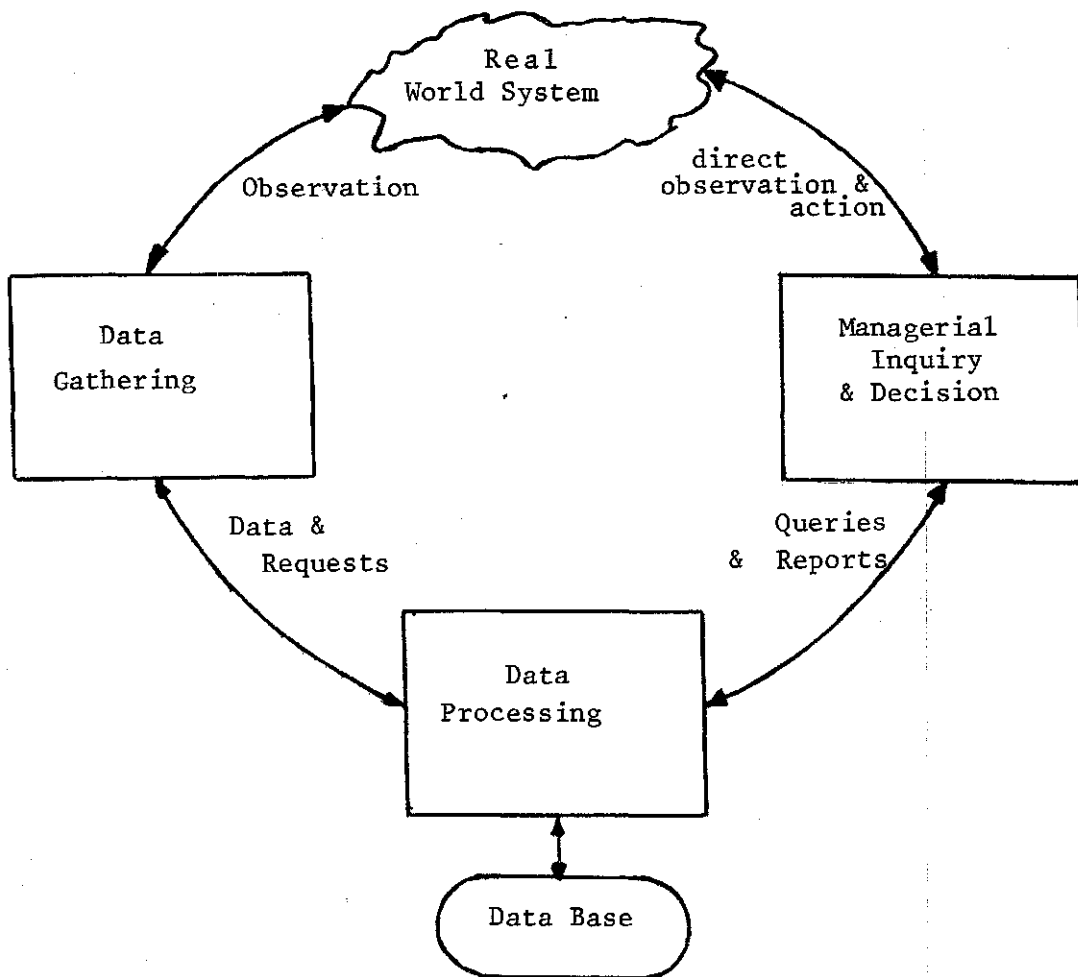 Real
World System
Observation
direct
observation &
action
Data
Gathering
Managerial
Inquiry
& Decision
Data &
Requests
Queries
& Reports
Data
Processing
Data Base